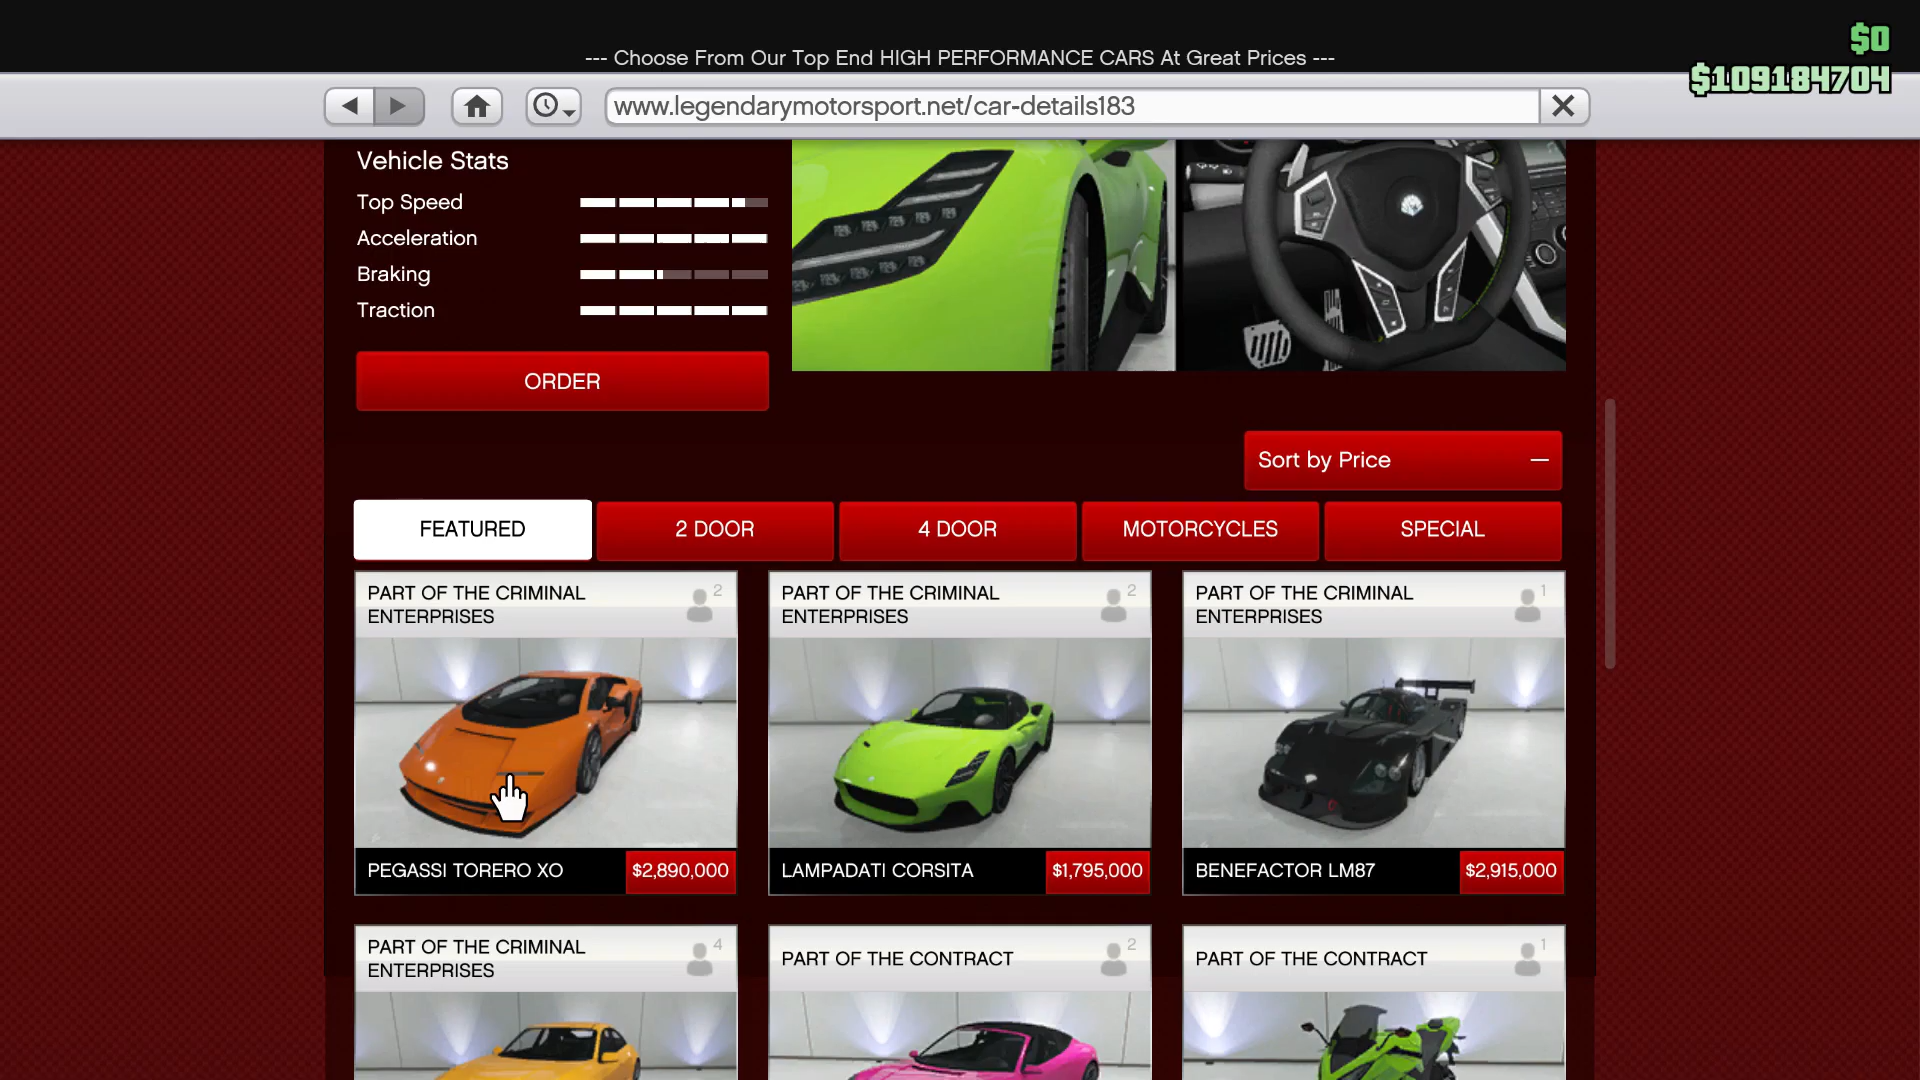 $0
--- Choose From Our Top End HIGH PERFORMANCE CARS At Great Prices ---
$109184704
www.legendarymotorsport.net/car-details183
Vehicle Stats
Top Speed
Acceleration
Braking
Traction
ORDER
Sort by Price
FEATURED
2 DOOR
4 DOOR
MOTORCYCLES
SPECIAL
PART OF THE CRIMINAL
ENTERPRISES
2
PEGASSI TORERO XO
$2,890,000
PART OF THE CRIMINAL
ENTERPRISES
2
LAMPADATI CORSITA
$1,795,000
PART OF THE CRIMINAL
ENTERPRISES
1
BENEFACTOR LM87
$2,915,000
PART OF THE CRIMINAL
ENTERPRISES
4
PART OF THE CONTRACT
2
PART OF THE CONTRACT
1